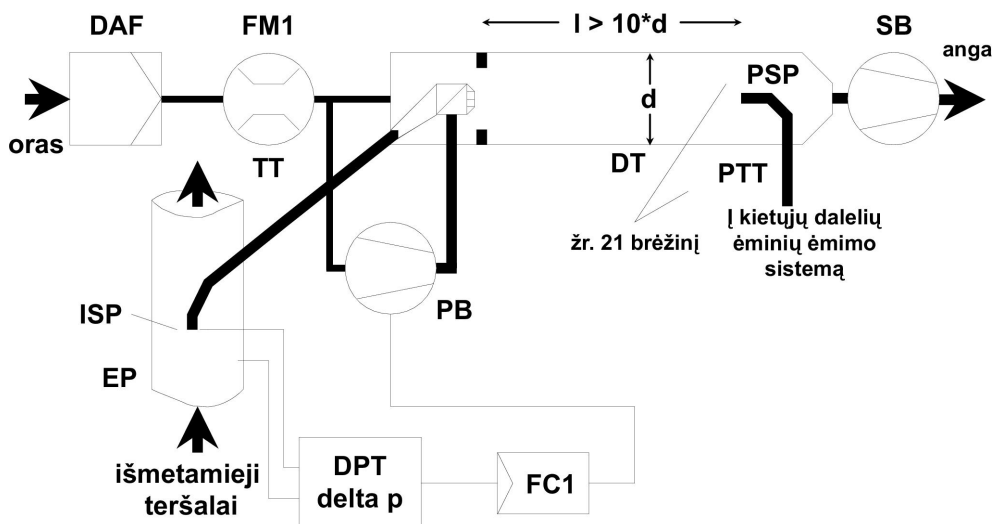 DAF
FM1
l > 10*d
SB
anga
PSP
d
oras
TT
DT
PTT
žr. 21 brėžinį
Į kietųjų dalelių
ėminių ėmimo
sistemą
ISP
PB
EP
išmetamieji
teršalai
DPT
delta p
FC1